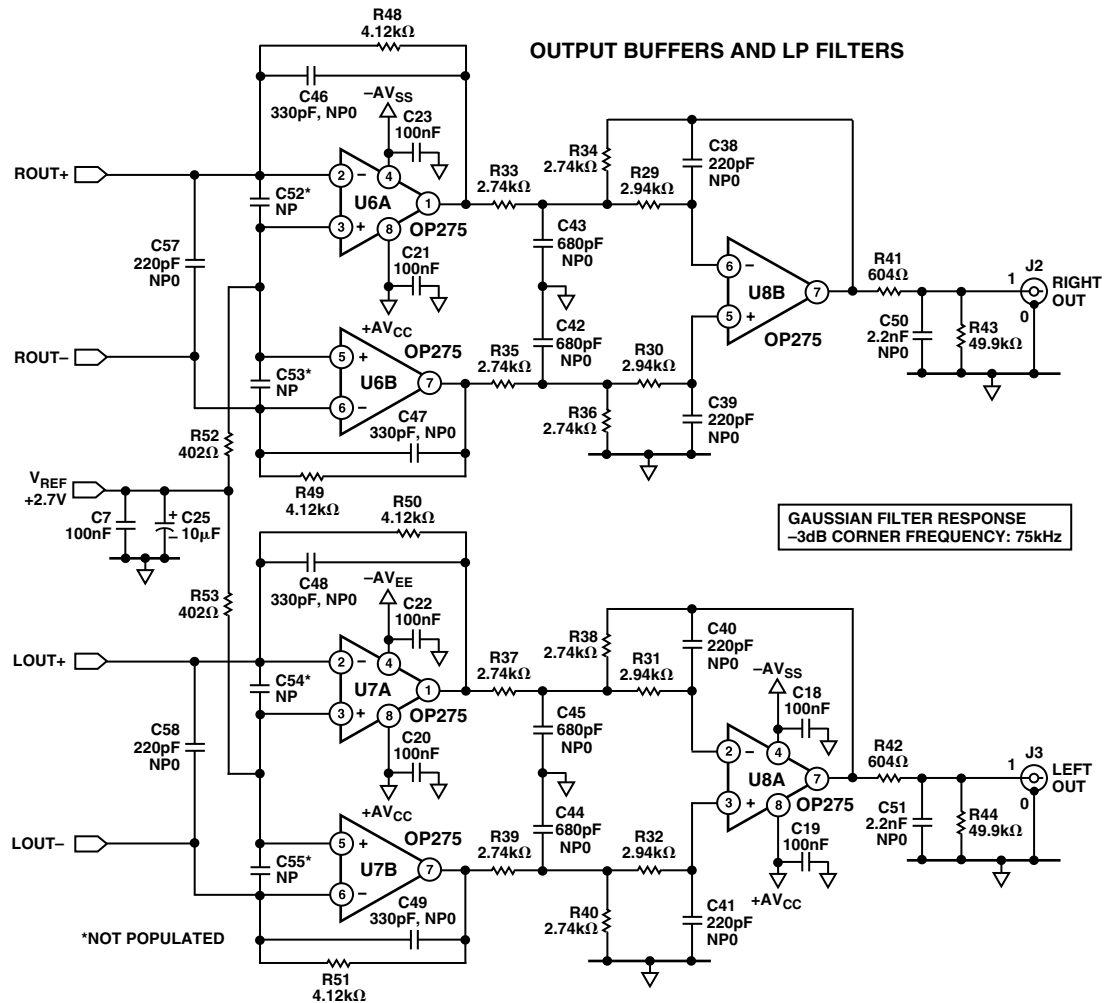 R48
4.12kΩ
OUTPUT BUFFERS AND LP FILTERS
C46
330pF, NP0
–AVSS
C23
100nF
R34
2.74kΩ
C38
220pF
NP0
R33
2.74kΩ
R29
2.94kΩ
ROUT+
2
–
4
C52*
NP
U6A
1
3
+
8
OP275
C57
220pF
NP0
C43
680pF
NP0
C21
100nF
6
–
U8B
7
5
+
OP275
R41
604Ω
1
J2
RIGHT
OUT
0
C50
2.2nF
NP0
R43
49.9kΩ
+AVCC
C42
680pF
NP0
ROUT–
5
+
OP275
R35
2.74kΩ
R30
2.94kΩ
C53*
NP
U6B
7
6
–
C47
330pF, NP0
R36
2.74kΩ
C39
220pF
NP0
R52
402Ω
VREF
+2.7V
R49
4.12kΩ
R50
4.12kΩ
C7
100nF
+
–
C25
10μF
GAUSSIAN FILTER RESPONSE
–3dB CORNER FREQUENCY: 75kHz
C48
330pF, NP0
–AVEE
C22
100nF
R53
402Ω
R38
2.74kΩ
C40
220pF
NP0
R37
2.74kΩ
R31
2.94kΩ
LOUT+
2
–
4
C54*
NP
U7A
1
3
+
8
OP275
–AVSS
C18
100nF
C58
220pF
NP0
C45
680pF
NP0
C20
100nF
2
–
4
U8A
7
3
+
8
OP275
R42
604Ω
1
J3
LEFT
OUT
0
C51
2.2nF
NP0
R44
49.9kΩ
+AVCC
C44
680pF
NP0
C19
100nF
LOUT–
5
+
OP275
R39
2.74kΩ
R32
2.94kΩ
C55*
NP
U7B
7
6
–
+AVCC
C49
330pF, NP0
R40
2.74kΩ
C41
220pF
NP0
*NOT POPULATED
R51
4.12kΩ